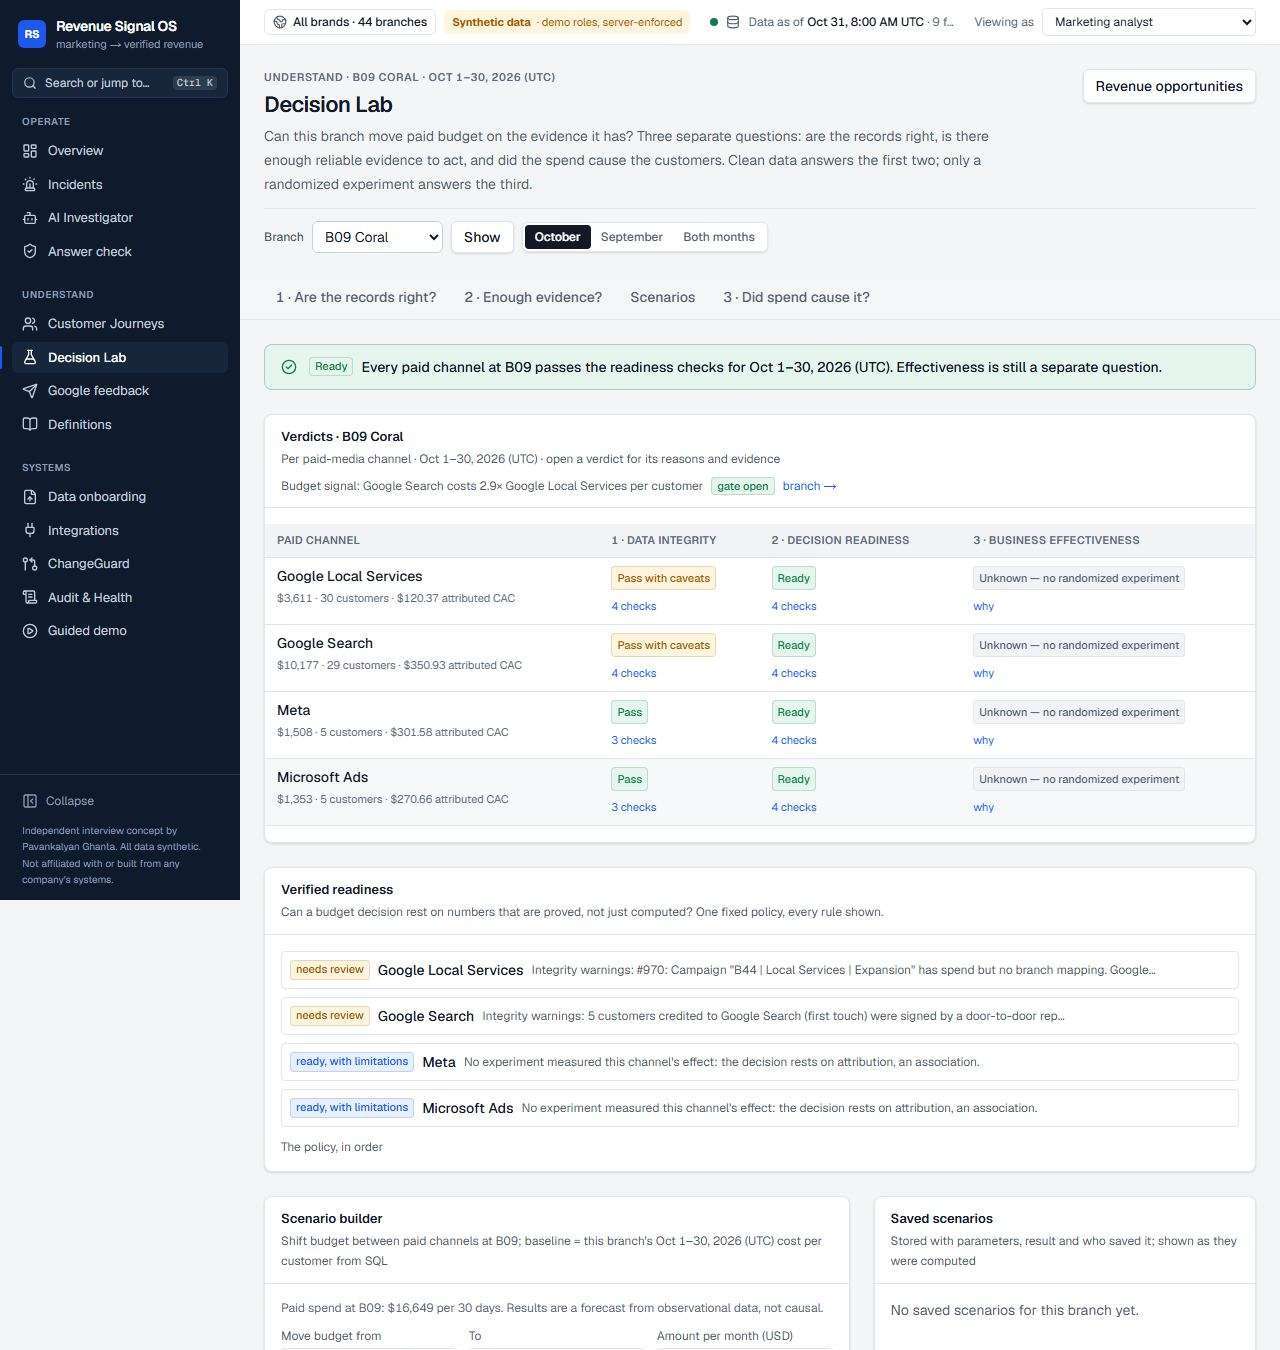 RS
Revenue Signal OS
marketing → verified revenue
Search or jump to… Ctrl K
OPERATE
Overview
Incidents
AI Investigator
Answer check
UNDERSTAND
Customer Journeys
Decision Lab
Google feedback
Definitions
SYSTEMS
Data onboarding
Integrations
ChangeGuard
Audit & Health
Guided demo
Collapse
Independent interview concept by
Pavankalyan Ghanta. All data synthetic.
Not affiliated with or built from any
company's systems.
All brands · 44 branches
Synthetic data · demo roles, server-enforced
Data as of Oct 31, 8:00 AM UTC · 9 f…
Viewing as Marketing analyst
UNDERSTAND · B09 CORAL · OCT 1–30, 2026 (UTC)
Decision Lab
Revenue opportunities
Can this branch move paid budget on the evidence it has? Three separate questions: are the records right, is there
enough reliable evidence to act, and did the spend cause the customers. Clean data answers the first two; only a
randomized experiment answers the third.
Branch B09 Coral Show October September Both months
1 · Are the records right? 2 · Enough evidence? Scenarios 3 · Did spend cause it?
Ready Every paid channel at B09 passes the readiness checks for Oct 1–30, 2026 (UTC). Effectiveness is still a separate question.
Verdicts · B09 Coral
Per paid-media channel · Oct 1–30, 2026 (UTC) · open a verdict for its reasons and evidence
Budget signal: Google Search costs 2.9× Google Local Services per customer gate open branch →
PAID CHANNEL 1 · DATA INTEGRITY 2 · DECISION READINESS 3 · BUSINESS EFFECTIVENESS
Google Local Services Pass with caveats Ready Unknown — no randomized experiment
$3,611 · 30 customers · $120.37 attributed CAC 4 checks 4 checks why
Google Search Pass with caveats Ready Unknown — no randomized experiment
$10,177 · 29 customers · $350.93 attributed CAC 4 checks 4 checks why
Meta Pass Ready Unknown — no randomized experiment
$1,508 · 5 customers · $301.58 attributed CAC 3 checks 4 checks why
Microsoft Ads Pass Ready Unknown — no randomized experiment
$1,353 · 5 customers · $270.66 attributed CAC 3 checks 4 checks why
Verified readiness
Can a budget decision rest on numbers that are proved, not just computed? One fixed policy, every rule shown.
needs review Google Local Services Integrity warnings: #970: Campaign "B44 | Local Services | Expansion" has spend but no branch mapping. Google…
needs review Google Search Integrity warnings: 5 customers credited to Google Search (first touch) were signed by a door-to-door rep…
ready, with limitations Meta No experiment measured this channel's effect: the decision rests on attribution, an association.
ready, with limitations Microsoft Ads No experiment measured this channel's effect: the decision rests on attribution, an association.
The policy, in order
Scenario builder
Shift budget between paid channels at B09; baseline = this branch's Oct 1–30, 2026 (UTC) cost per
customer from SQL
Paid spend at B09: $16,649 per 30 days. Results are a forecast from observational data, not causal.
Move budget from To Amount per month (USD)
Saved scenarios
Stored with parameters, result and who saved it; shown as they
were computed
No saved scenarios for this branch yet.